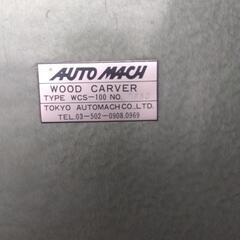 AUTO MACH
WOOD CARVER
TYPE WCS-100 NO.
TOKYO AUTOMACH CO.LTD.
TEL.03-502-0908.0969